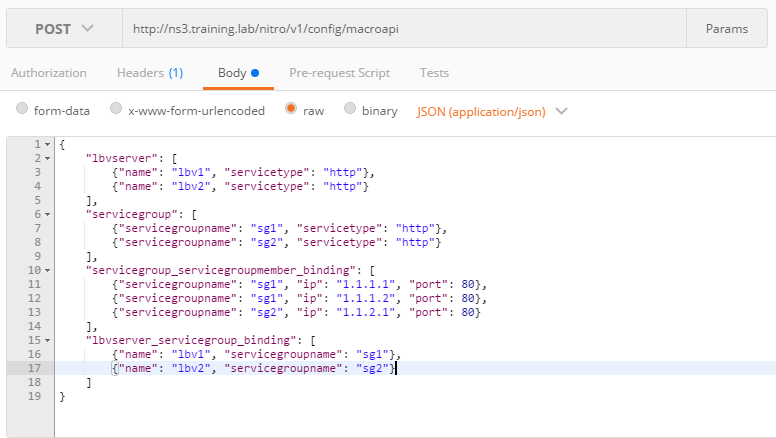 POST http://ns3.training.lab/nitro/v1/config/macroapi Params
Authorization Headers (1) Body Pre-request Script Tests
form-data x-www-form-urlencoded raw binary JSON (application/json)
1 {
2 "lbvserver": [
3 {"name": "lbv1", "servicetype": "http"},
4 {"name": "lbv2", "servicetype": "http"}
5 ],
6 "servicegroup": [
7 {"servicegroupname": "sg1", "servicetype": "http"},
8 {"servicegroupname": "sg2", "servicetype": "http"}
9 ],
10 "servicegroup_servicegroupmember_binding": [
11 {"servicegroupname": "sg1", "ip": "1.1.1.1", "port": 80},
12 {"servicegroupname": "sg1", "ip": "1.1.1.2", "port": 80},
13 {"servicegroupname": "sg2", "ip": "1.1.2.1", "port": 80}
14 ],
15 "lbvserver_servicegroup_binding": [
16 {"name": "lbv1", "servicegroupname": "sg1"},
17 {"name": "lbv2", "servicegroupname": "sg2"}
18 ]
19 }